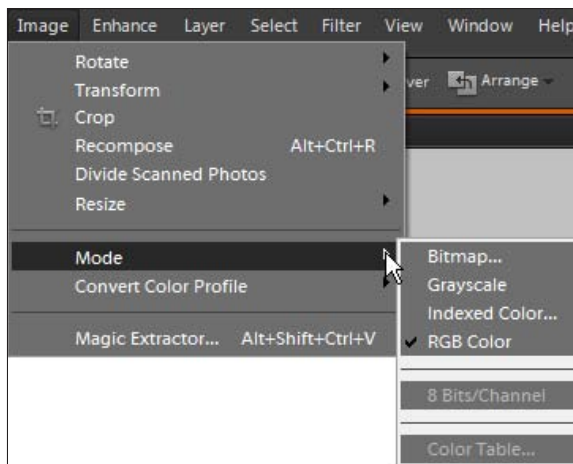 Image Enhance Layer Select Filter View Window Help
Rotate
Transform
ver Arrange
Crop
Recompose Alt+Ctrl+R
Divide Scanned Photos
Resize
Mode
Convert Color Profile
Magic Extractor... Alt+Shift+Ctrl+V
Bitmap...
Grayscale
Indexed Color...
RGB Color
8 Bits/Channel
Color Table...